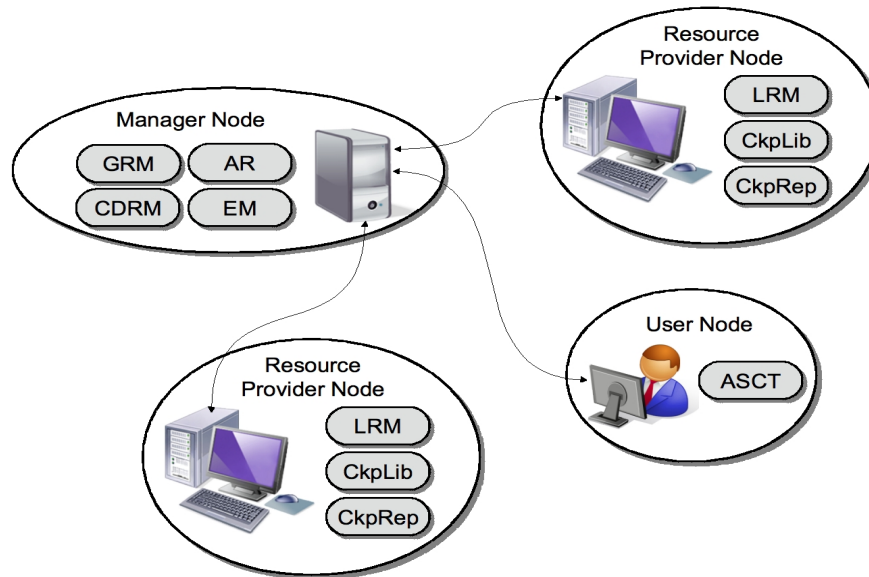 Manager Node
GRM
AR
CDRM
EM
Resource
Provider Node
LRM
CkpLib
CkpRep
User Node
ASCT
Resource
Provider Node
LRM
CkpLib
CkpRep